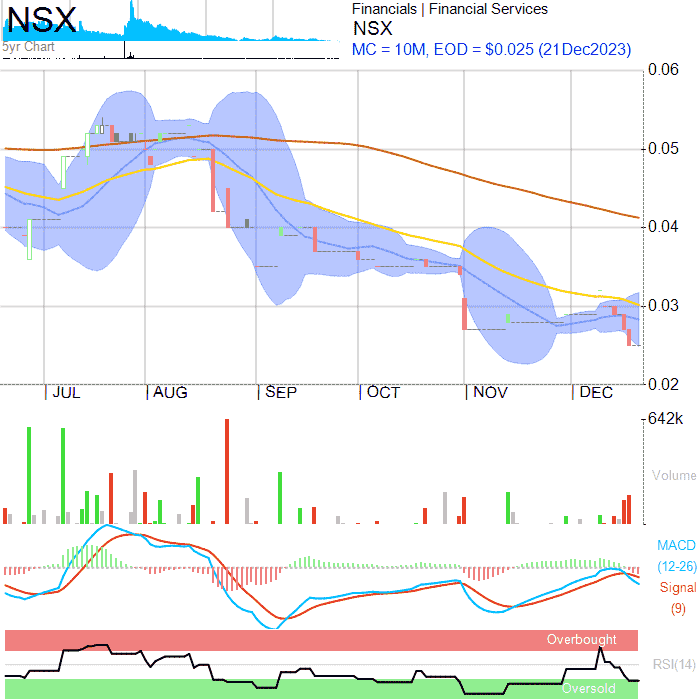 NSX
5yr Chart
Financials | Financial Services
NSX
MC = 10M, EOD = $0.025 (21Dec2023)
0.06
0.05
0.04
0.03
0.02
JUL AUG SEP OCT NOV DEC
642k
Volume
MACD
(12-26)
Signal
(9)
Overbought
RSI(14)
Oversold